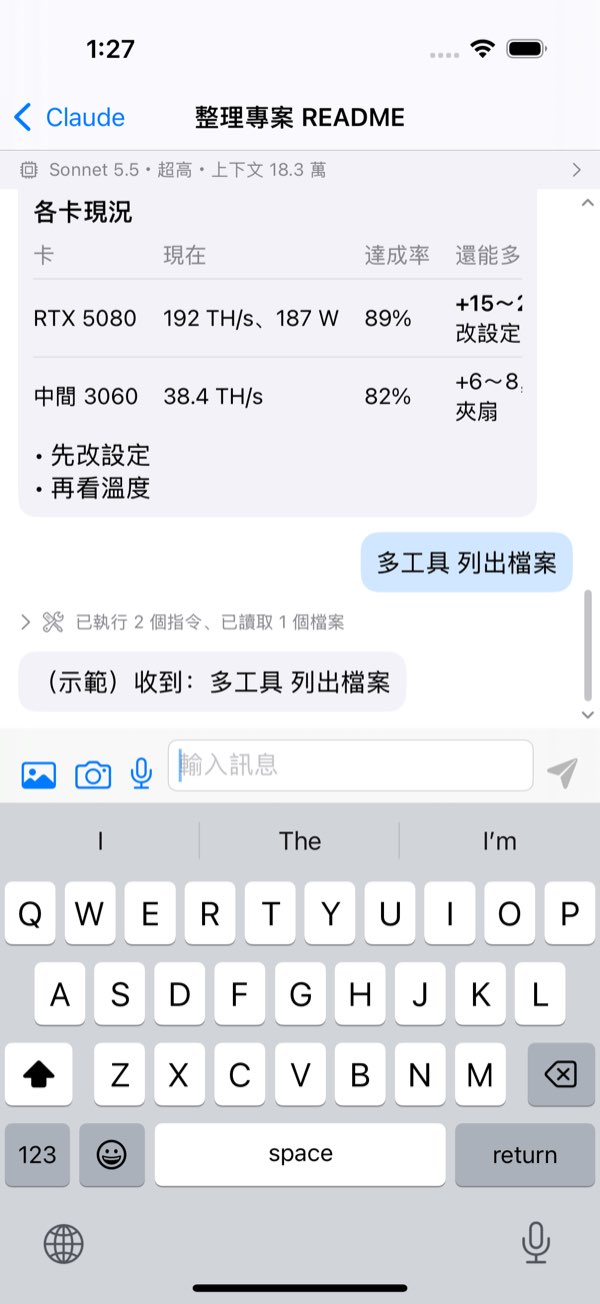 1:27
Claude
整理專案 README
Sonnet 5.5・超高・上下文 18.3 萬
各卡現況
卡 現在 達成率 還能多
RTX 5080 192 TH/s、187 W 89% +15～2
改設定
中間 3060 38.4 TH/s 82% +6～8
夾扇
• 先改設定
• 再看溫度
多工具 列出檔案
已執行 2 個指令、已讀取 1 個檔案
（示範）收到：多工具 列出檔案
輸入訊息
I The I’m
Q W E R T Y U I O P
A S D F G H J K L
Z X C V B N M
123 space return